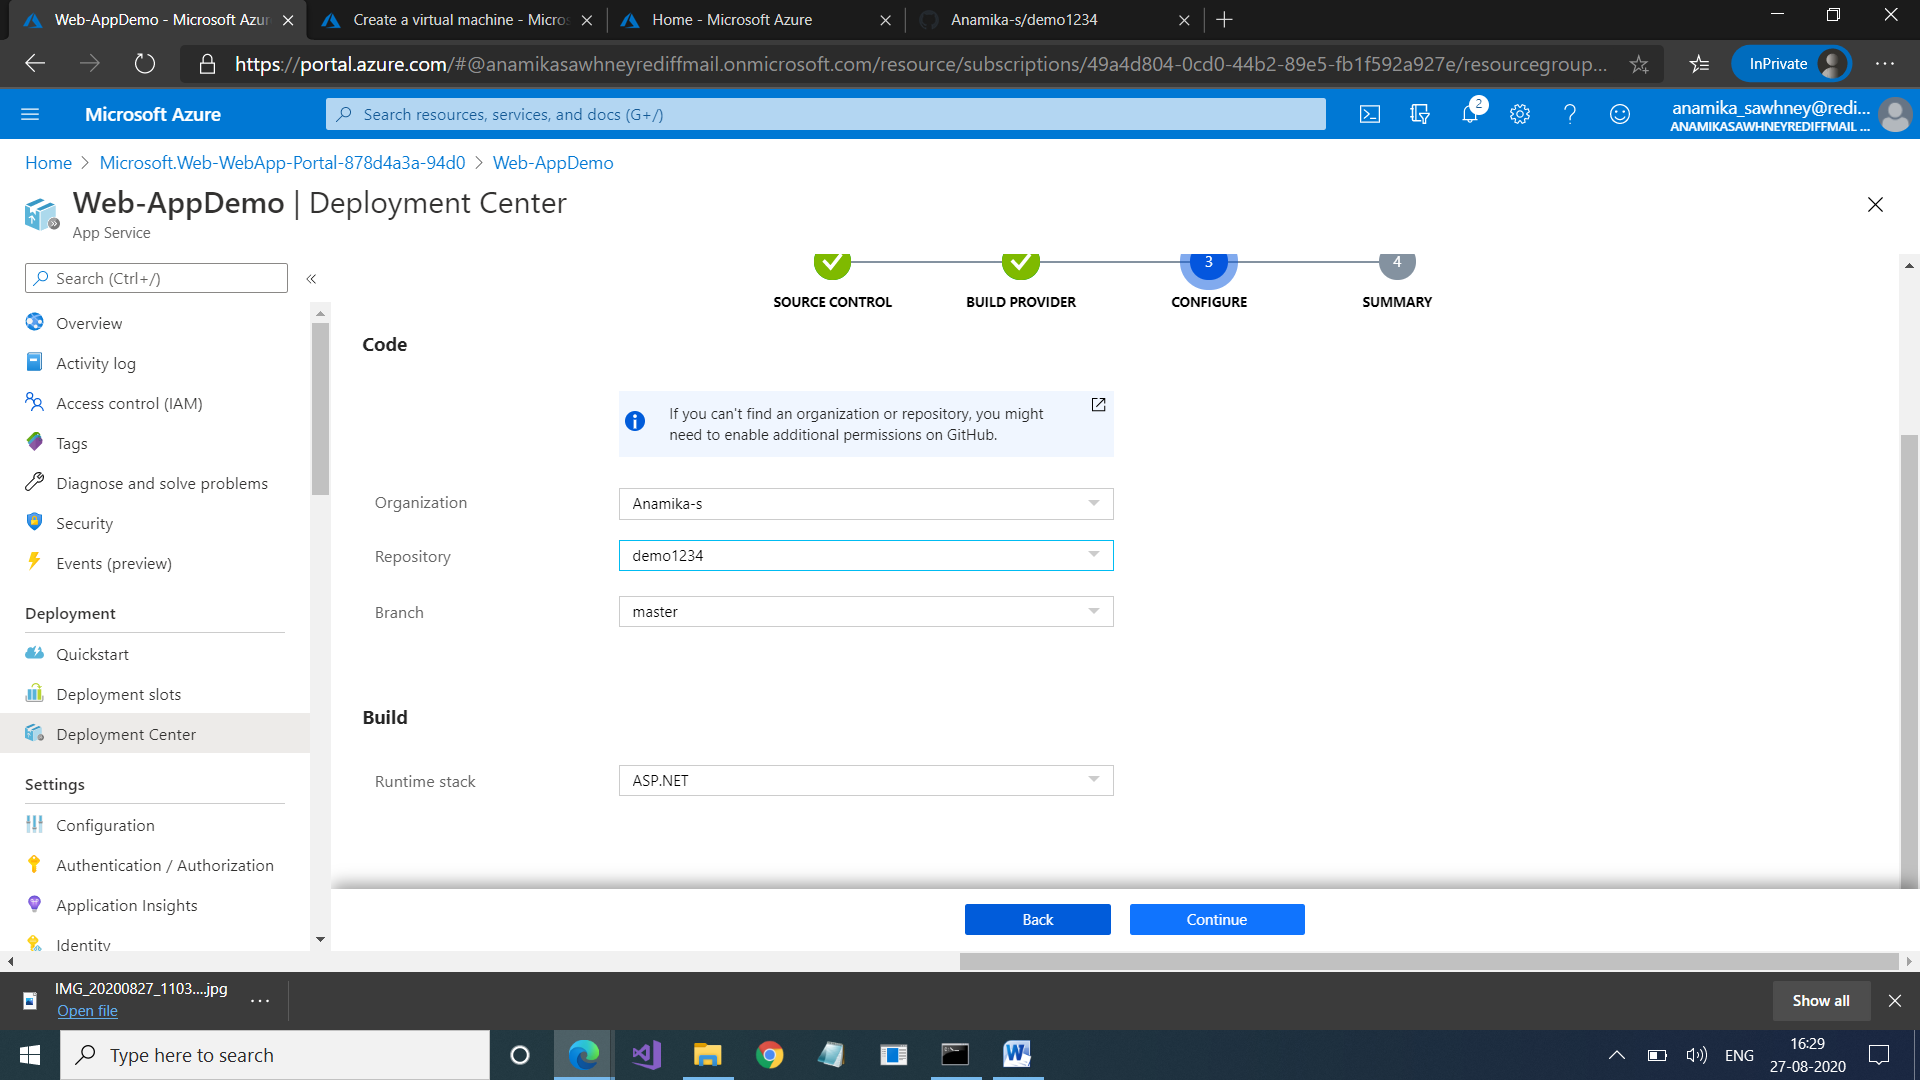 Web-AppDemo - Microsoft Azur
Create a virtual machine - Micros
Home - Microsoft Azure
Anamika-s/demo1234
https://portal.azure.com/#@anamikasawhneyrediffmail.onmicrosoft.com/resource/subscriptions/49a4d804-0cd0-44b2-89e5-fb1f592a927e/resourcegroup...
InPrivate
Microsoft Azure
Search resources, services, and docs (G+/)
2
anamika_sawhney@redi...
ANAMIKASAWHNEYREDIFFMAIL ...
Home > Microsoft.Web-WebApp-Portal-878d4a3a-94d0 > Web-AppDemo
Web-AppDemo | Deployment Center
App Service
Search (Ctrl+/)
Overview
Activity log
Access control (IAM)
Tags
Diagnose and solve problems
Security
Events (preview)
Deployment
Quickstart
Deployment slots
Deployment Center
Settings
Configuration
Authentication / Authorization
Application Insights
Identity
3
4
SOURCE CONTROL
BUILD PROVIDER
CONFIGURE
SUMMARY
Code
If you can't find an organization or repository, you might
need to enable additional permissions on GitHub.
Organization
Anamika-s
Repository
demo1234
Branch
master
Build
Runtime stack
ASP.NET
Back
Continue
IMG_20200827_1103....jpg
Open file
Show all
Type here to search
ENG
16:29
27-08-2020